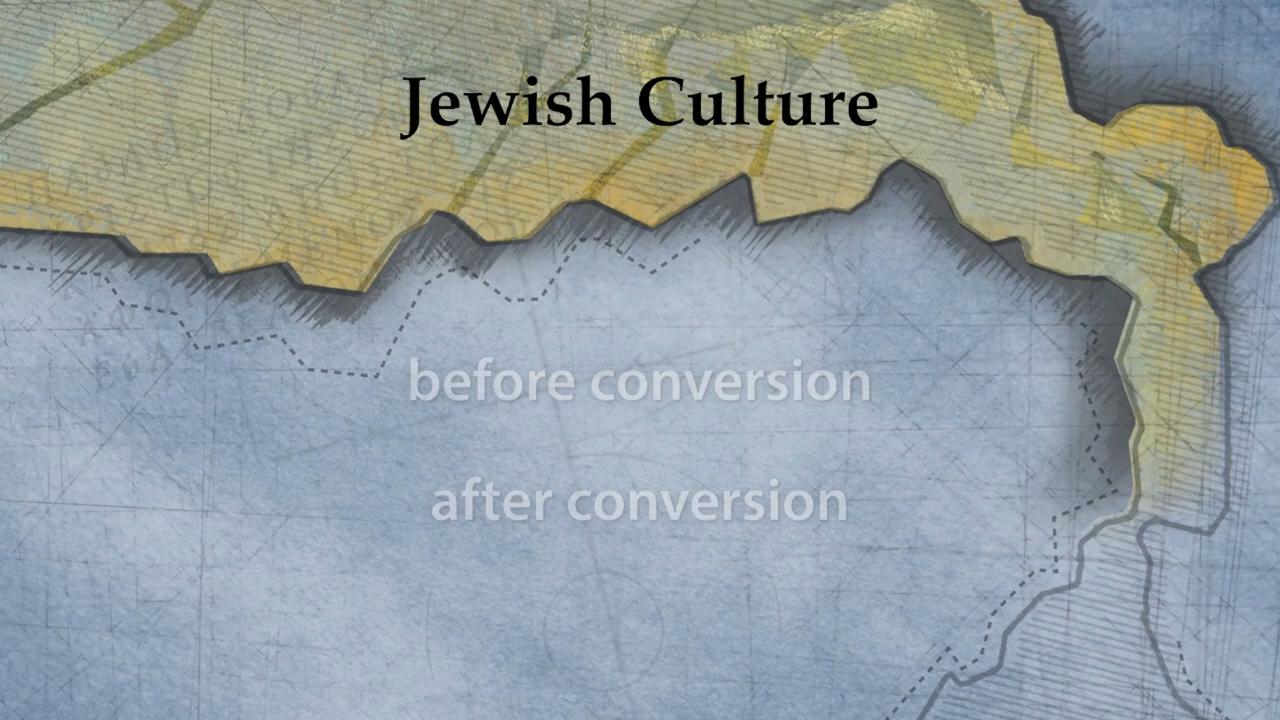 Jewish Culture
before conversion
after conversion